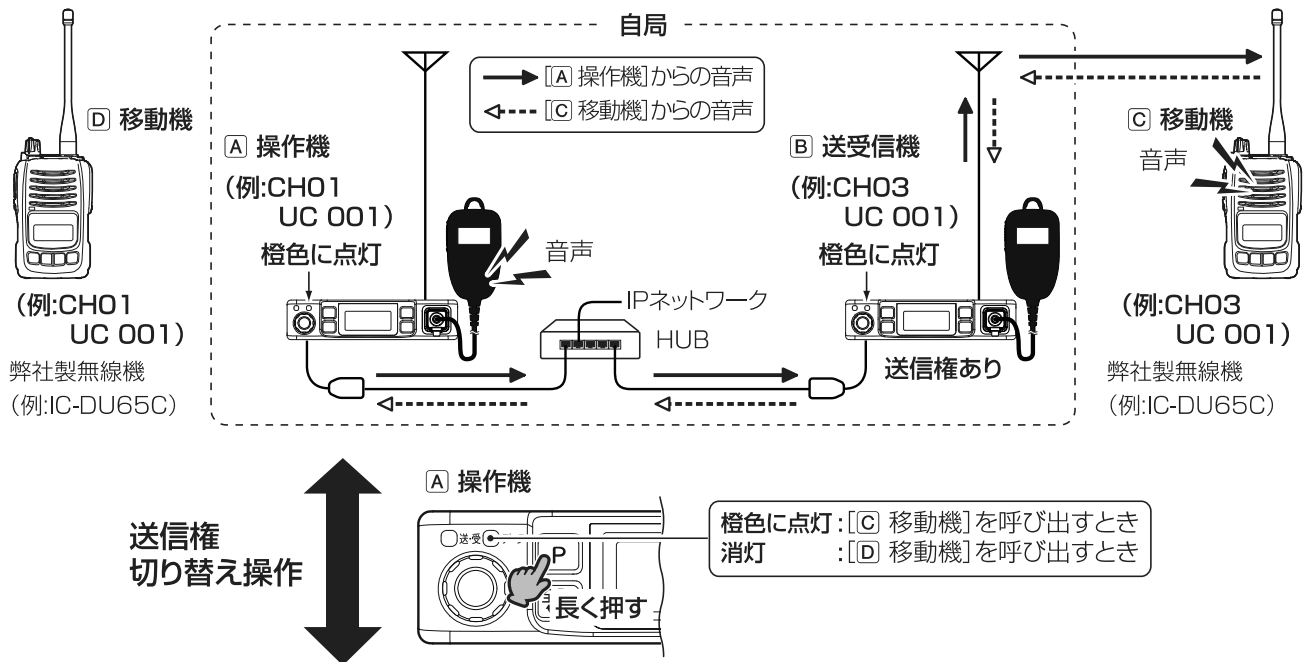 自局
[A 操作機]からの音声
[C 移動機]からの音声
D 移動機
(例:CH01
UC 001)
弊社製無線機
(例:IC-DU65C)
A 操作機
(例:CH01
UC 001)
橙色に点灯
音声
IPネットワーク
HUB
B 送受信機
(例:CH03
UC 001)
橙色に点灯
送信権あり
C 移動機
音声
(例:CH03
UC 001)
弊社製無線機
(例:IC-DU65C)
送信権
切り替え操作
A 操作機
送・受
P
長く押す
橙色に点灯:[C 移動機]を呼び出すとき
消灯　　　:[D 移動機]を呼び出すとき